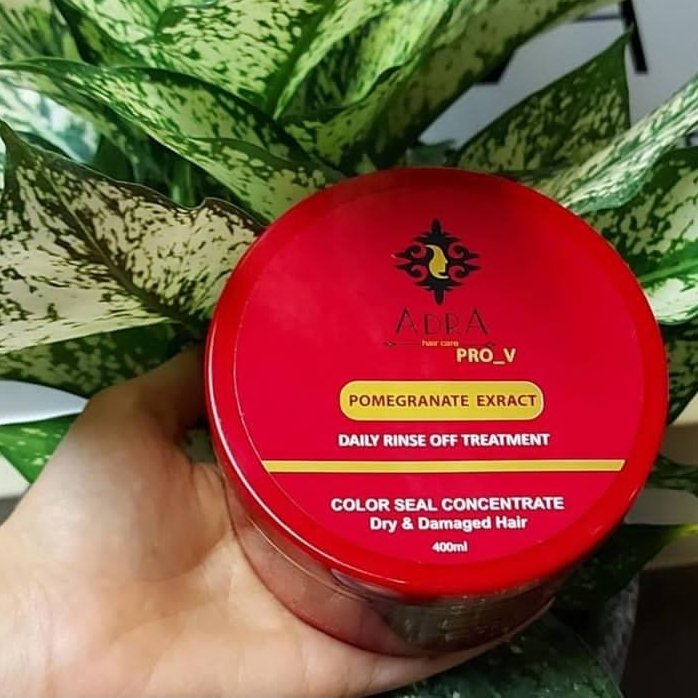 ADRA
hair care
PRO_V
POMEGRANATE EXRACT
DAILY RINSE OFF TREATMENT
COLOR SEAL CONCENTRATE
Dry & Damaged Hair
400ml